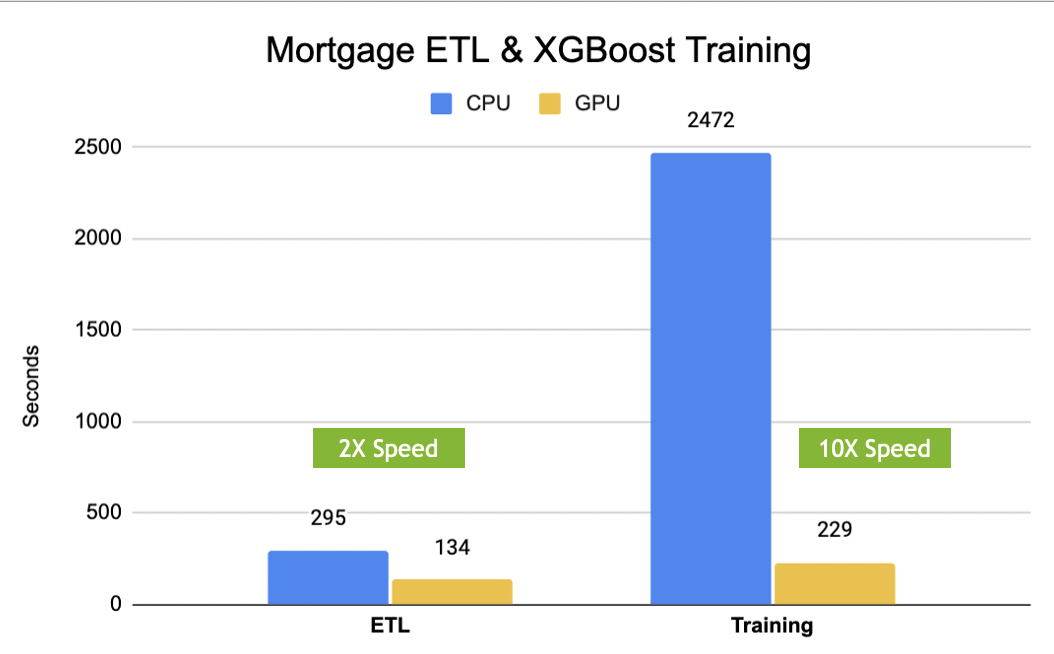 Mortgage ETL & XGBoost Training
CPU GPU
2472
2500
2000
1500
Seconds
1000
2X Speed 10X Speed
500
295
134
229
0
ETL Training